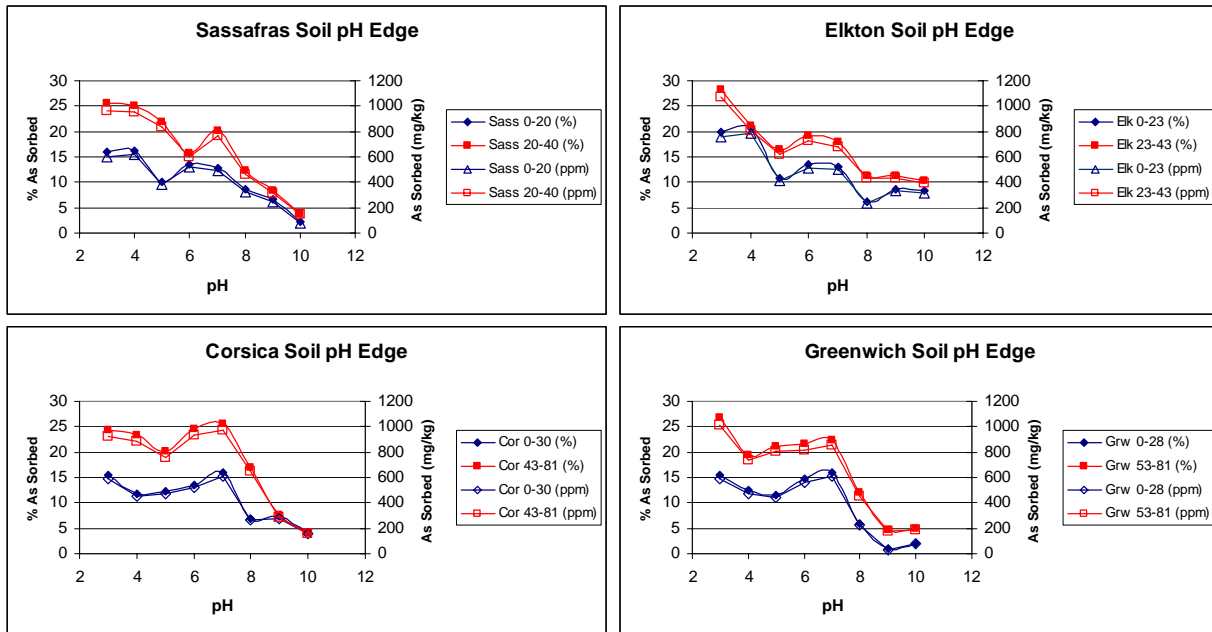 Sassafras Soil pH Edge
% As Sorbed
30
25
20
15
10
5
0
1200
1000
800
600
400
200
0
As Sorbed (mg/kg)
2 4 6 8 10 12
pH
Sass 0-20 (%)
Sass 20-40 (%)
Sass 0-20 (ppm)
Sass 20-40 (ppm)
Elkton Soil pH Edge
% As Sorbed
30
25
20
15
10
5
0
1200
1000
800
600
400
200
0
As Sorbed (mg/kg)
2 4 6 8 10 12
pH
Elk 0-23 (%)
Elk 23-43 (%)
Elk 0-23 (ppm)
Elk 23-43 (ppm)
Corsica Soil pH Edge
% As Sorbed
30
25
20
15
10
5
0
1200
1000
800
600
400
200
0
As Sorbed (mg/kg)
2 4 6 8 10 12
pH
Cor 0-30 (%)
Cor 43-81 (%)
Cor 0-30 (ppm)
Cor 43-81 (ppm)
Greenwich Soil pH Edge
% As Sorbed
30
25
20
15
10
5
0
1200
1000
800
600
400
200
0
As Sorbed (mg/kg)
2 4 6 8 10 12
pH
Grw 0-28 (%)
Grw 53-81 (%)
Grw 0-28 (ppm)
Grw 53-81 (ppm)